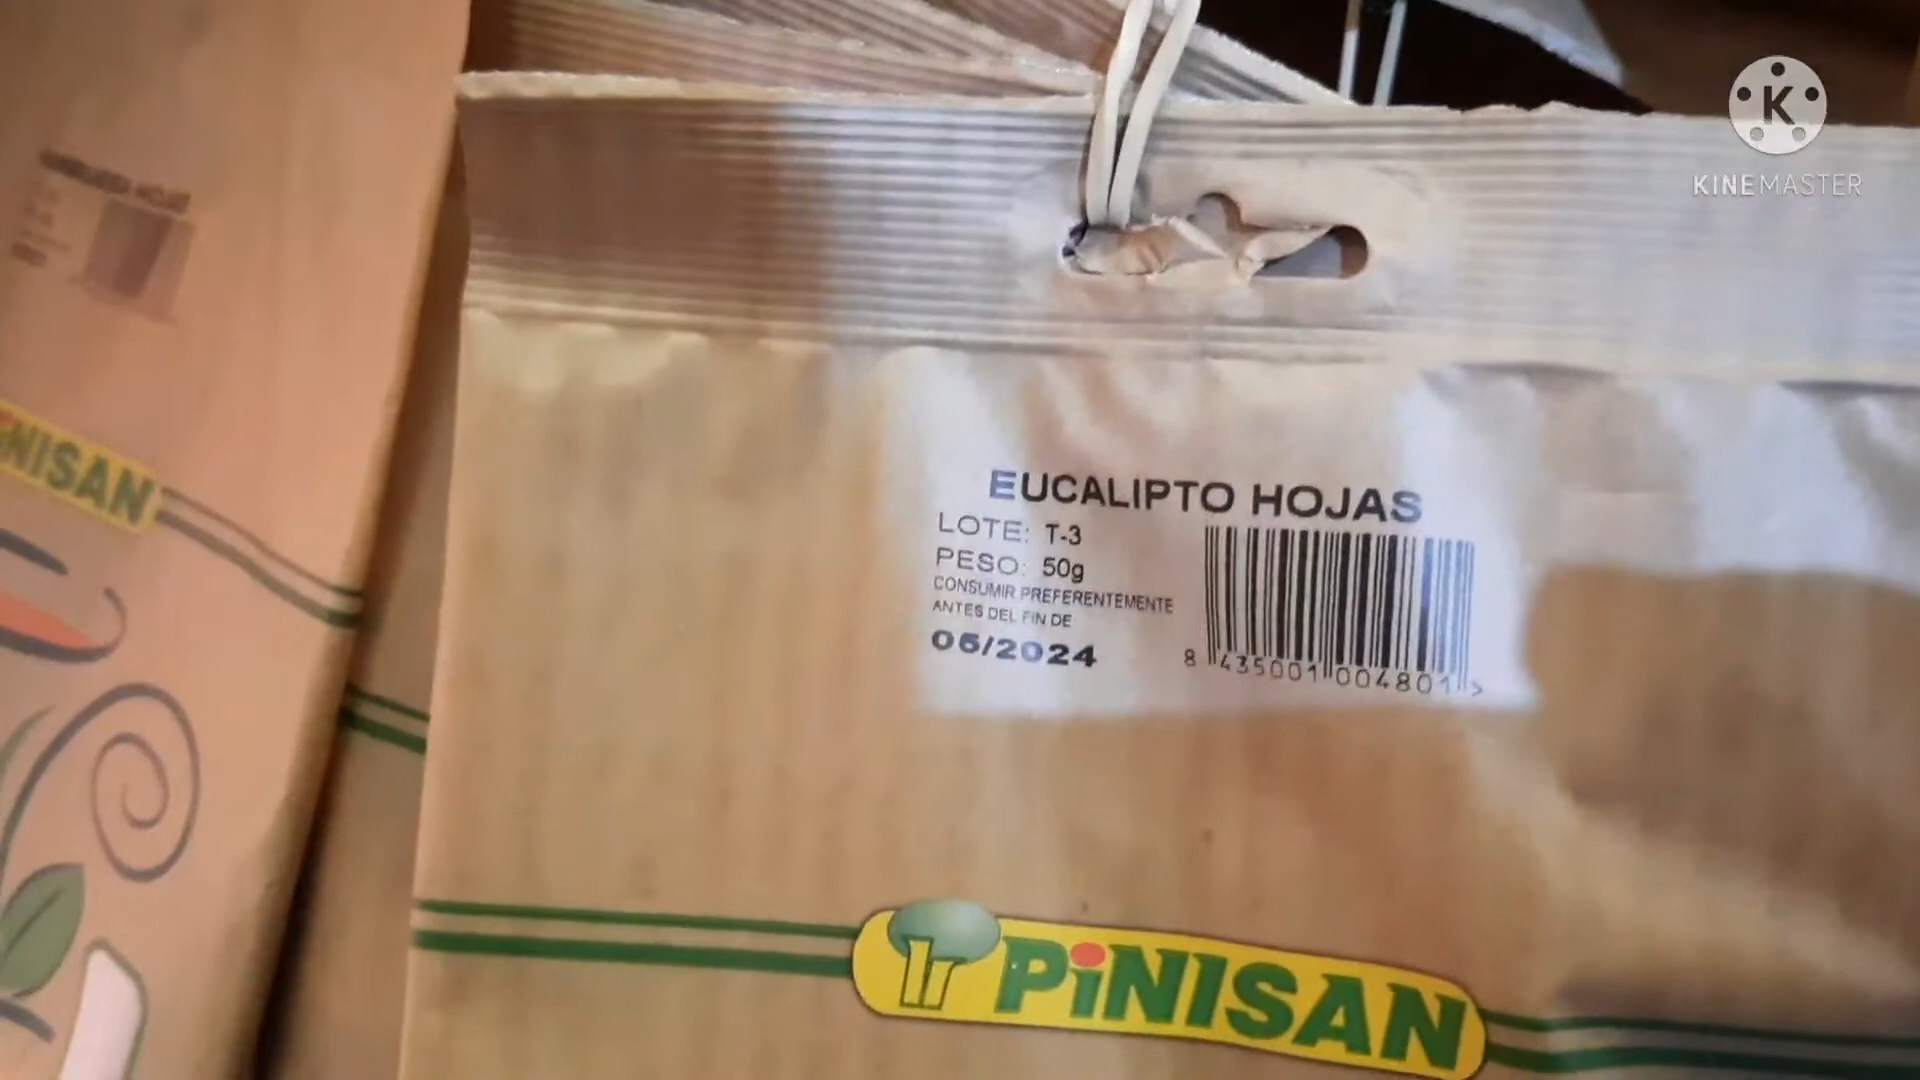 KINEMASTER
EUCALIPTO HOJAS
LOTE: T-3
PESO: 50g
CONSUMIR PREFERENTEMENTE
ANTES DEL FIN DE
06/2024
8 435001 004801 >
PiNISAN
iNISAN